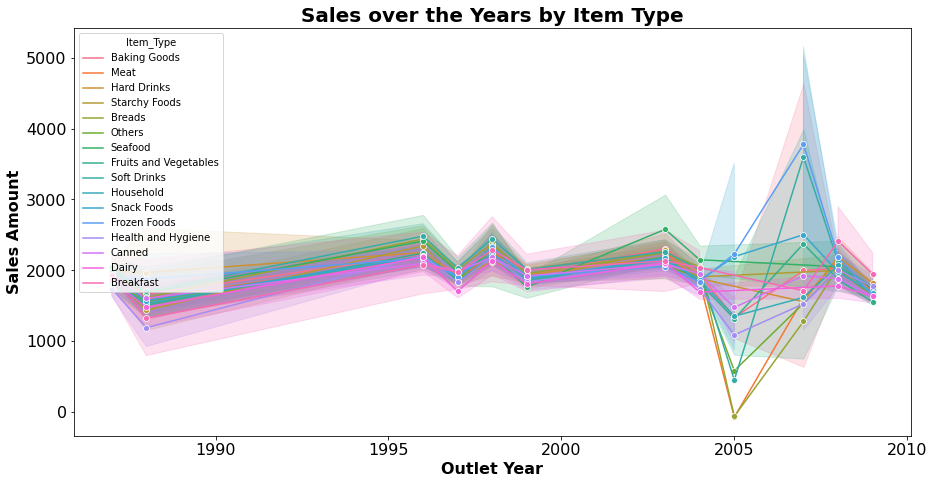 Sales over the Years by Item Type
Sales Amount
5000
4000
3000
2000
1000
0
Item_Type
Baking Goods
Meat
Hard Drinks
Starchy Foods
Breads
Others
Seafood
Fruits and Vegetables
Soft Drinks
Household
Snack Foods
Frozen Foods
Health and Hygiene
Canned
Dairy
Breakfast
1990
1995
2000
2005
2010
Outlet Year